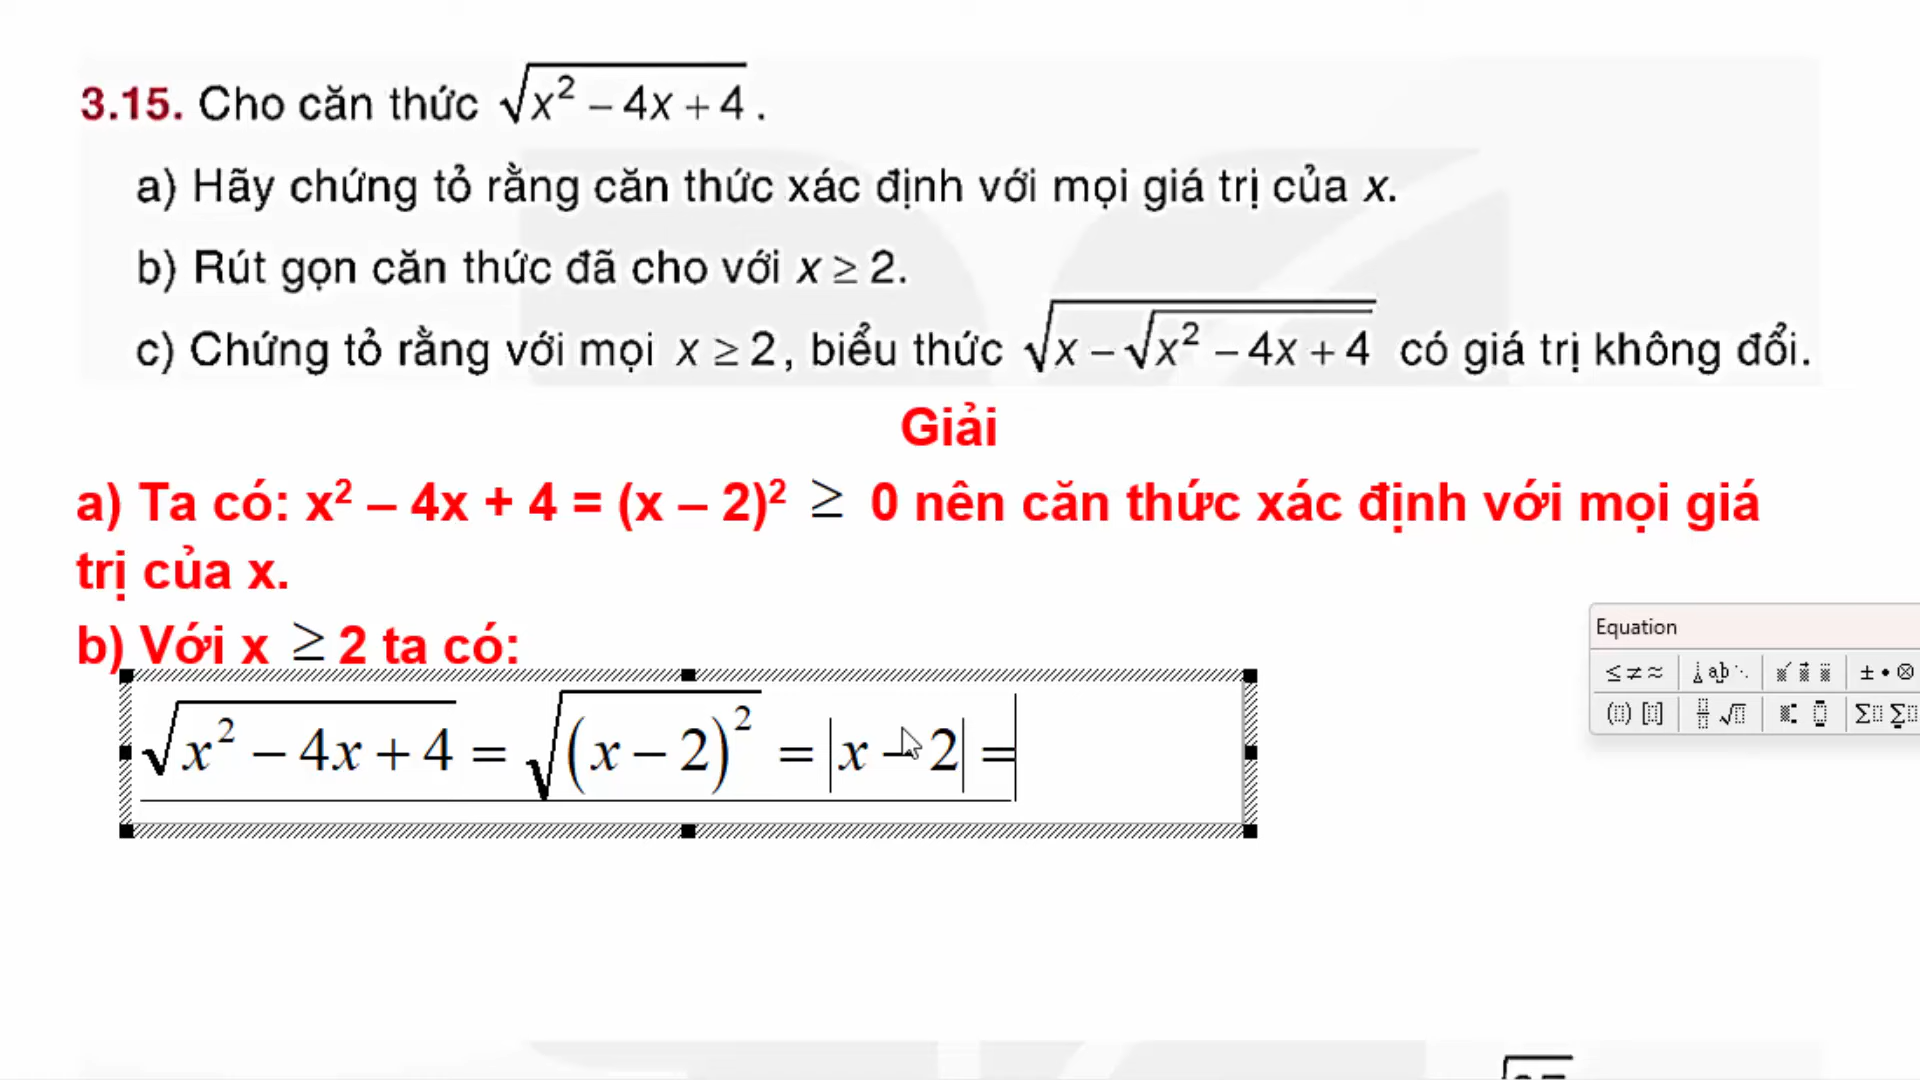 3.15. Cho căn thức √(x² – 4x + 4).
a) Hãy chứng tỏ rằng căn thức xác định với mọi giá trị của x.
b) Rút gọn căn thức đã cho với x ≥ 2.
c) Chứng tỏ rằng với mọi x ≥ 2, biểu thức √(x – √(x² – 4x + 4)) có giá trị không đổi.
Giải
a) Ta có: x² – 4x + 4 = (x – 2)² ≥ 0 nên căn thức xác định với mọi giá
trị của x.
b) Với x ≥ 2 ta có:
√(x² – 4x + 4) = √((x – 2)²) = |x – 2| =
Equation